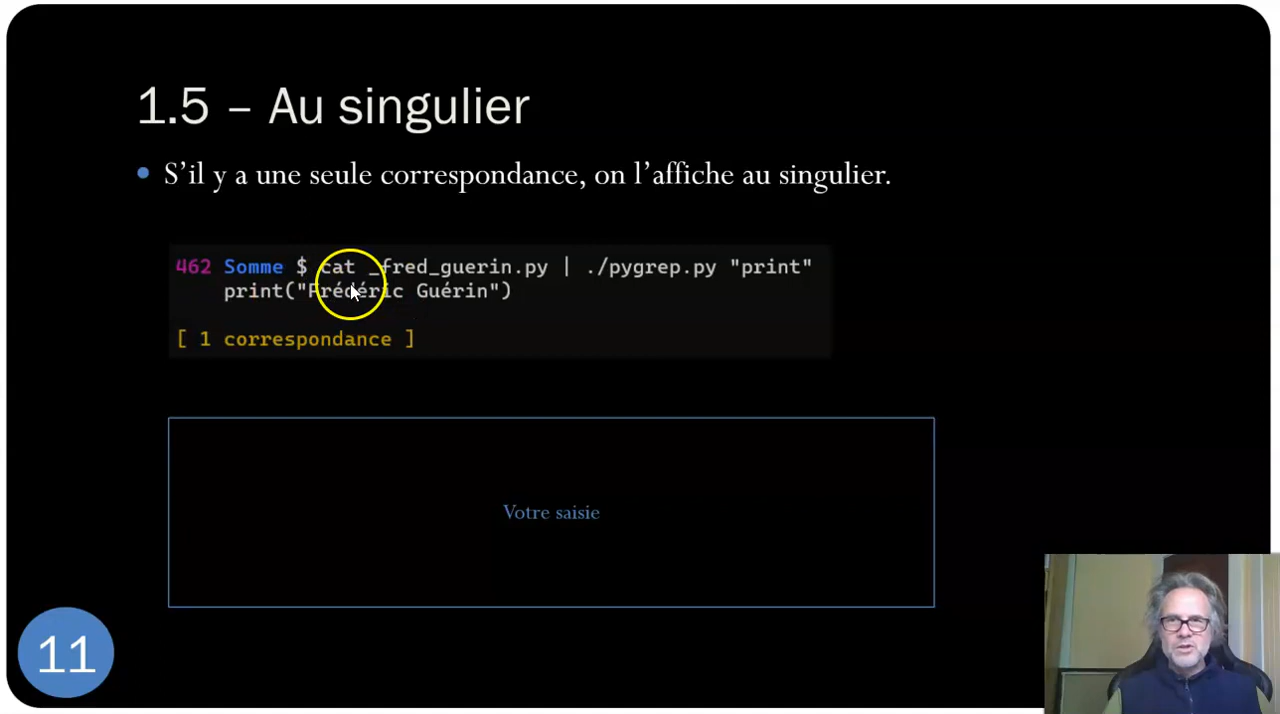 1.5 – Au singulier
S’il y a une seule correspondance, on l’affiche au singulier.
462 Somme $ cat _fred_guerin.py | ./pygrep.py "print"
print("Frédéric Guérin")
[ 1 correspondance ]
Votre saisie
11